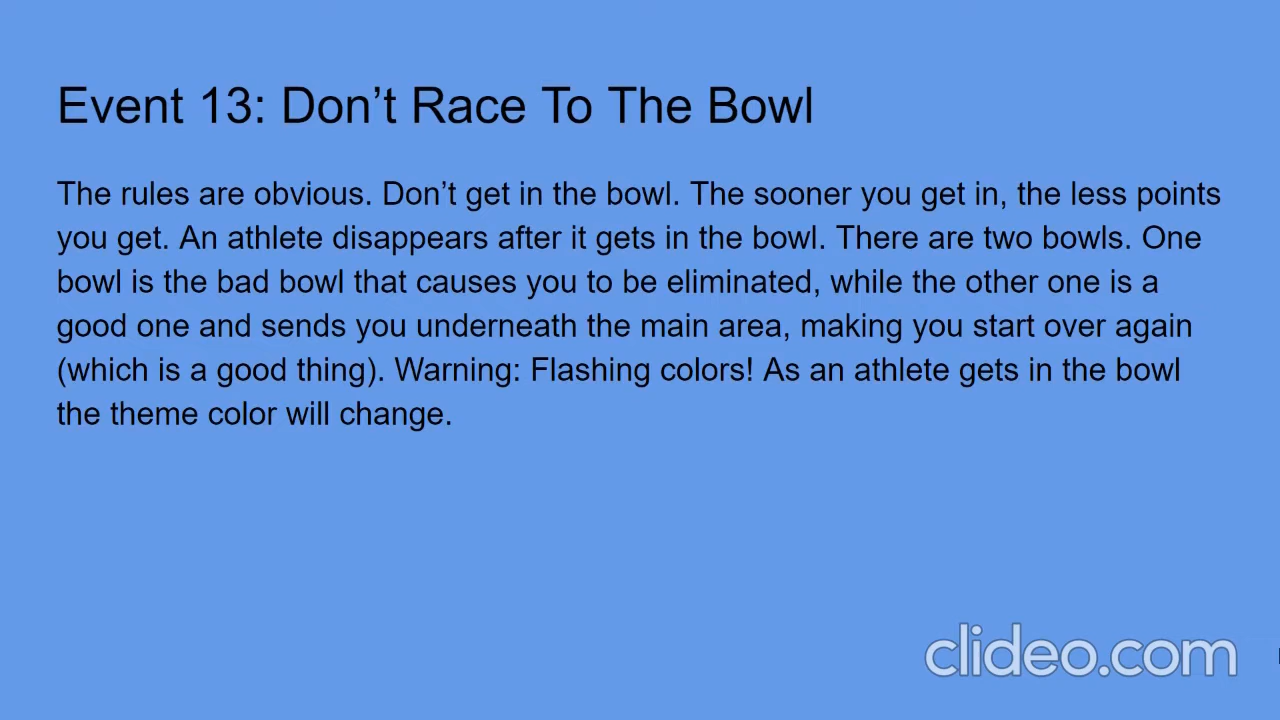 Event 13: Don’t Race To The Bowl
The rules are obvious. Don’t get in the bowl. The sooner you get in, the less points
you get. An athlete disappears after it gets in the bowl. There are two bowls. One
bowl is the bad bowl that causes you to be eliminated, while the other one is a
good one and sends you underneath the main area, making you start over again
(which is a good thing). Warning: Flashing colors! As an athlete gets in the bowl
the theme color will change.
clideo.com